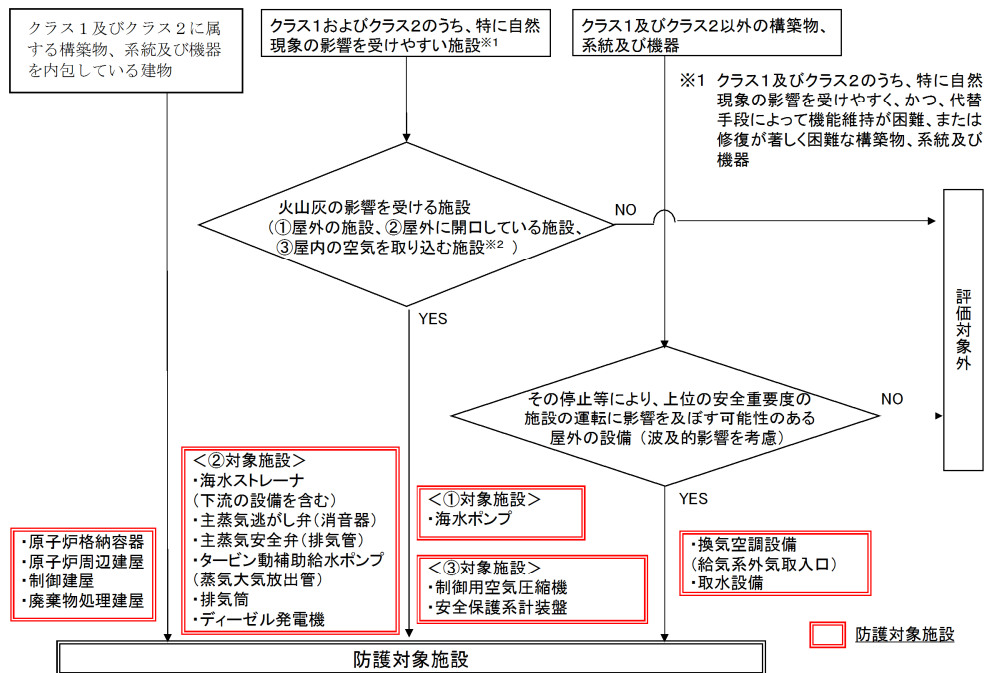 クラス１及びクラス２に属
する構築物、系統及び機器
を内包している建物
クラス1およびクラス2のうち、特に自然
現象の影響を受けやすい施設※1
クラス1及びクラス2以外の構築物、
系統及び機器
※1 クラス1及びクラス2のうち、特に自然
現象の影響を受けやすく、かつ、代替
手段によって機能維持が困難、または
修復が著しく困難な構築物、系統及び
機器
火山灰の影響を受ける施設
（①屋外の施設、②屋外に開口している施設、
③屋内の空気を取り込む施設※2 ）
NO
YES
評価対象外
その停止等により、上位の安全重要度の
施設の運転に影響を及ぼす可能性のある
屋外の設備（波及的影響を考慮）
NO
YES
・原子炉格納容器
・原子炉周辺建屋
・制御建屋
・廃棄物処理建屋
＜②対象施設＞
・海水ストレーナ
（下流の設備を含む）
・主蒸気逃がし弁（消音器）
・主蒸気安全弁（排気管）
・タービン動補助給水ポンプ
（蒸気大気放出管）
・排気筒
・ディーゼル発電機
＜①対象施設＞
・海水ポンプ
＜③対象施設＞
・制御用空気圧縮機
・安全保護系計装盤
・換気空調設備
（給気系外気取入口）
・取水設備
防護対象施設
防護対象施設